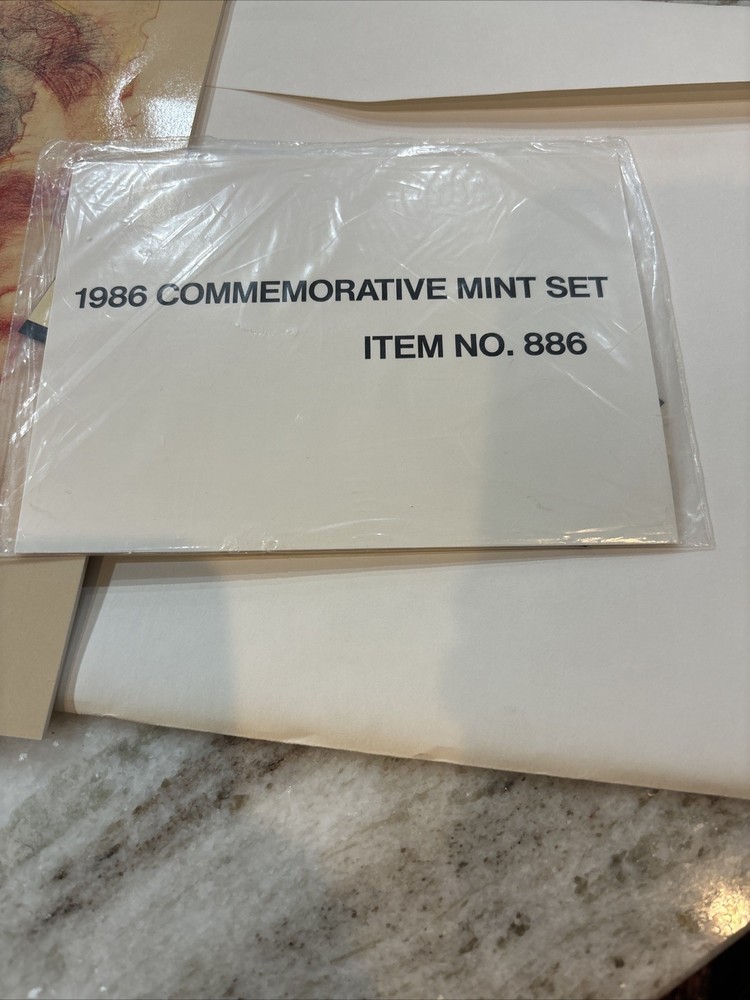 1986 COMMEMORATIVE MINT SET
ITEM NO. 886